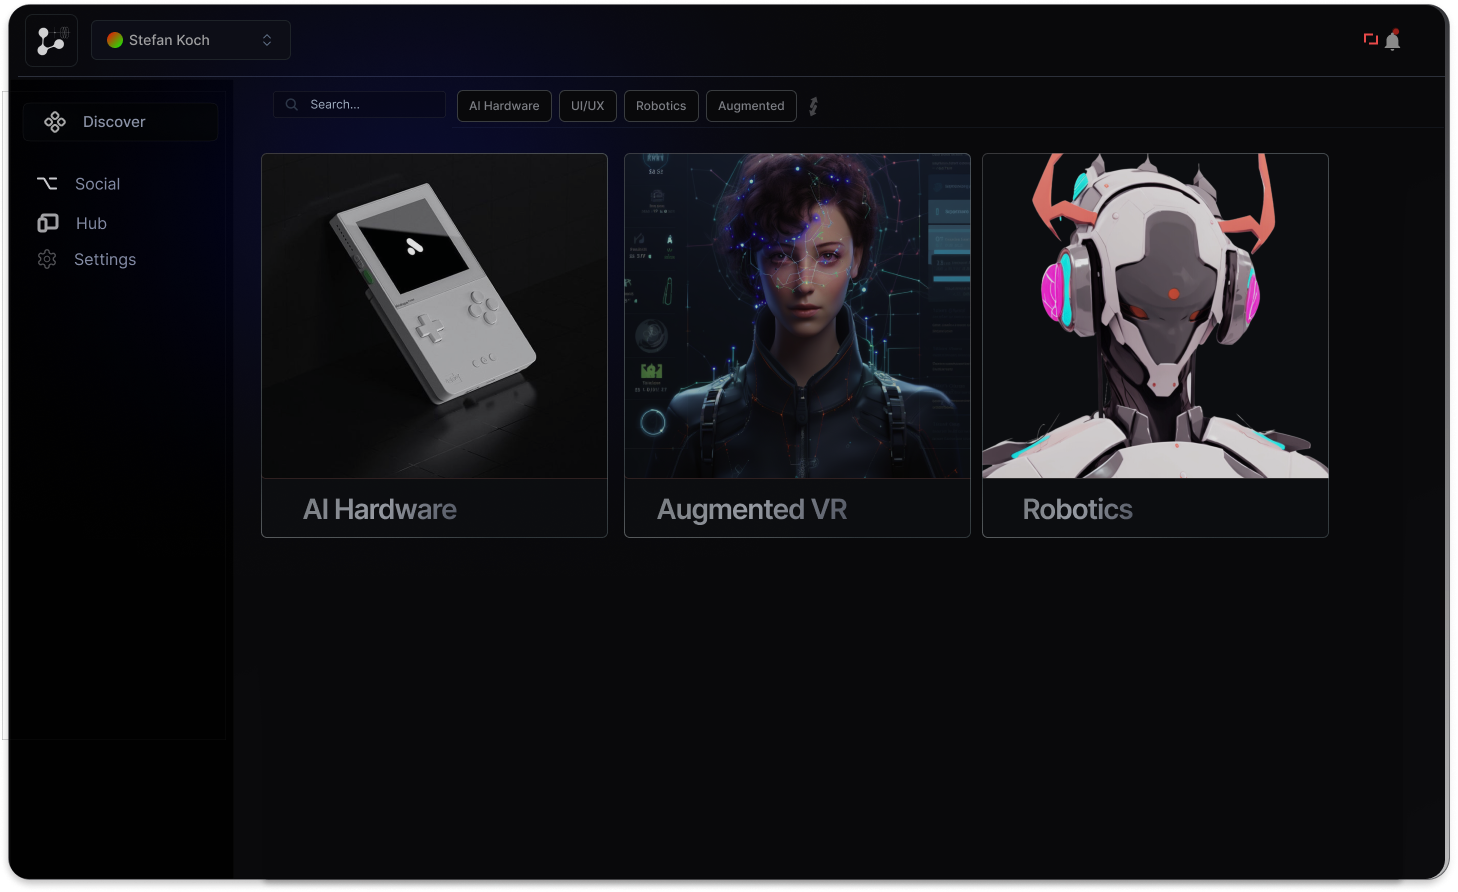 Stefan Koch
Discover
Social
Hub
Settings
Search...
AI Hardware
UI/UX
Robotics
Augmented
AI Hardware
Augmented VR
Robotics